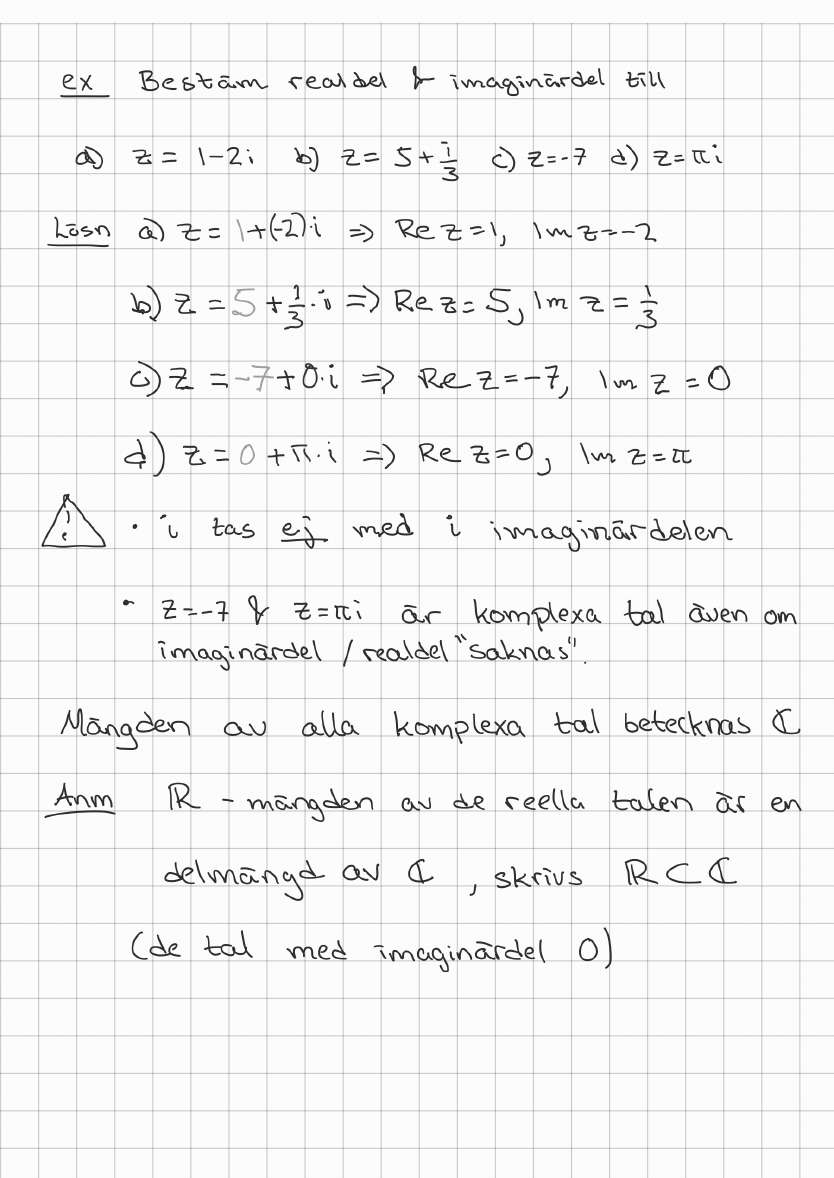 ex Bestäm realdel & imaginärdel till
a) z = 1-2i b) z = 5 + i/3 c) z=-7 d) z=πi
Lösn a) z = 1+(-2)·i => Re z=1, Im z=-2
b) z = 5 + 1/3 · i => Re z= 5, Im z = 1/3
c) z = -7+0·i => Re z=-7, Im z = 0
d) z= 0 + π·i => Re z=0, Im z=π
! · i tas ej med i imaginärdelen
· z=-7 & z=πi är komplexa tal även om
imaginärdel / realdel "saknas".
Mängden av alla komplexa tal betecknas ℂ
Anm ℝ - mängden av de reella talen är en
delmängd av ℂ, skrivs ℝ⊂ℂ
(de tal med imaginärdel 0)